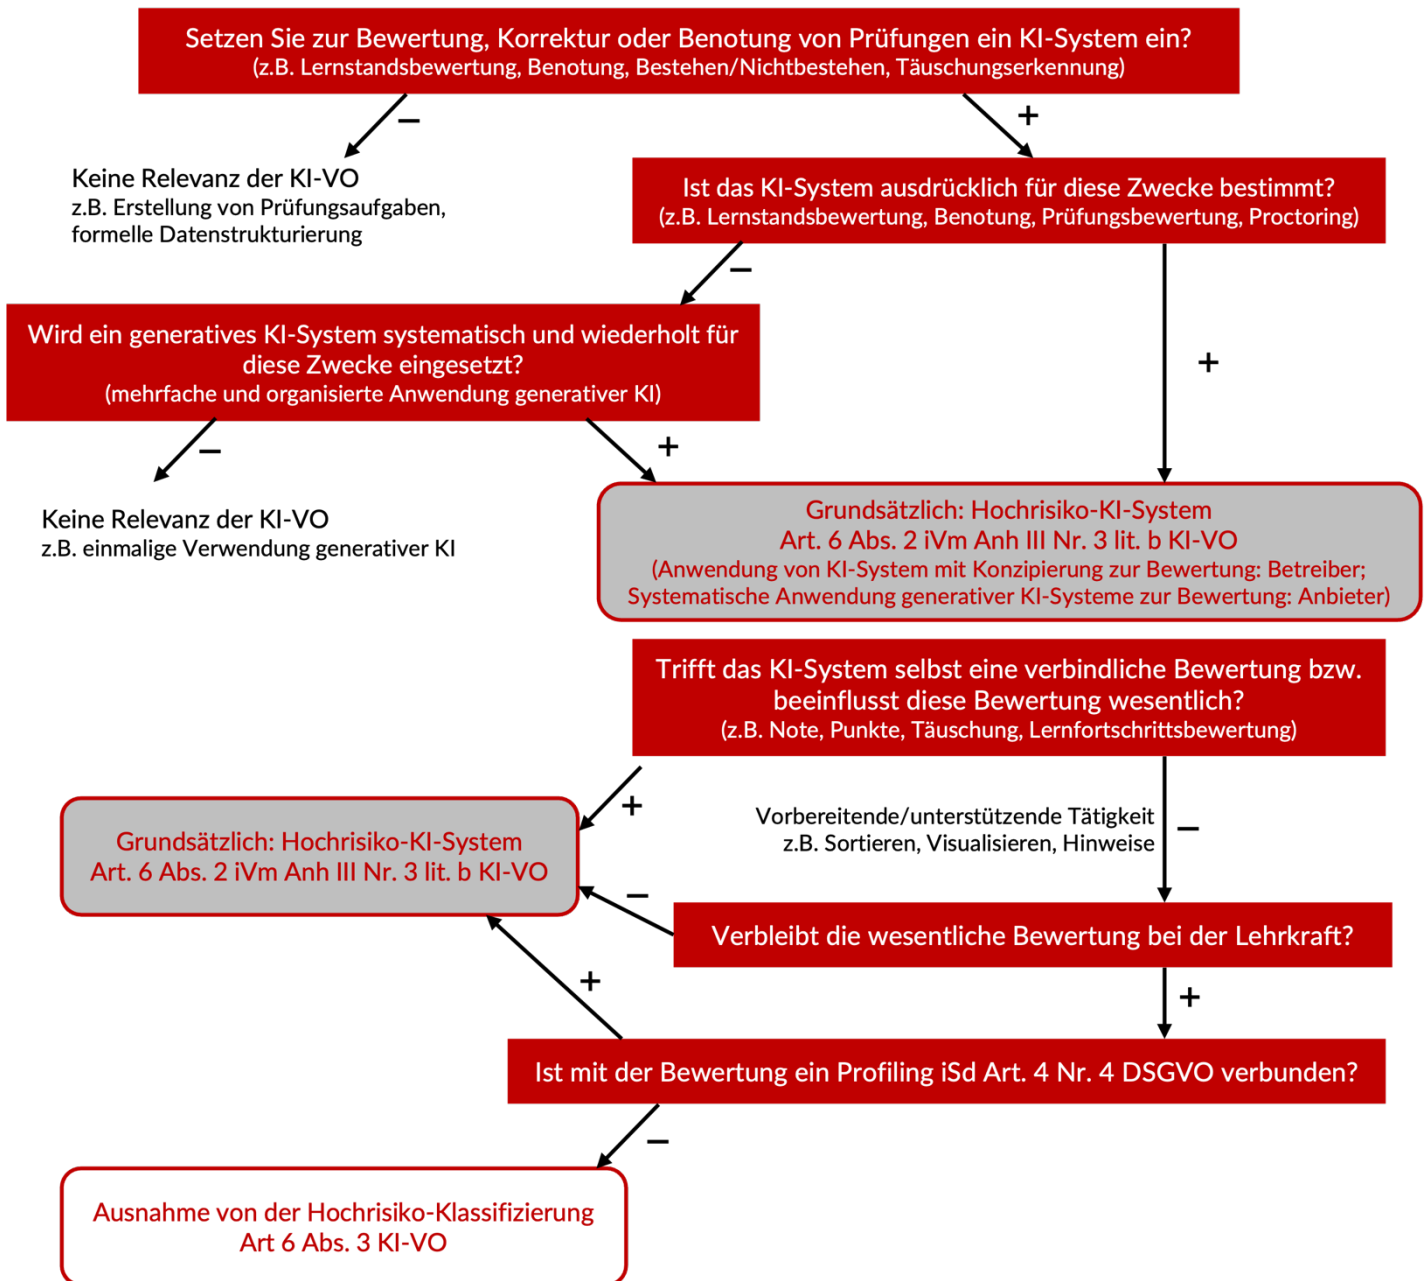 Setzen Sie zur Bewertung, Korrektur oder Benotung von Prüfungen ein KI-System ein?
(z.B. Lernstandsbewertung, Benotung, Bestehen/Nichtbestehen, Täuschungserkennung)
–
+
Keine Relevanz der KI-VO
z.B. Erstellung von Prüfungsaufgaben,
formelle Datenstrukturierung
Ist das KI-System ausdrücklich für diese Zwecke bestimmt?
(z.B. Lernstandsbewertung, Benotung, Prüfungsbewertung, Proctoring)
–
+
Wird ein generatives KI-System systematisch und wiederholt für
diese Zwecke eingesetzt?
(mehrfache und organisierte Anwendung generativer KI)
–
+
Keine Relevanz der KI-VO
z.B. einmalige Verwendung generativer KI
Grundsätzlich: Hochrisiko-KI-System
Art. 6 Abs. 2 iVm Anh III Nr. 3 lit. b KI-VO
(Anwendung von KI-System mit Konzipierung zur Bewertung: Betreiber;
Systematische Anwendung generativer KI-Systeme zur Bewertung: Anbieter)
Trifft das KI-System selbst eine verbindliche Bewertung bzw.
beeinflusst diese Bewertung wesentlich?
(z.B. Note, Punkte, Täuschung, Lernfortschrittsbewertung)
+
Vorbereitende/unterstützende Tätigkeit
z.B. Sortieren, Visualisieren, Hinweise
–
Grundsätzlich: Hochrisiko-KI-System
Art. 6 Abs. 2 iVm Anh III Nr. 3 lit. b KI-VO
–
Verbleibt die wesentliche Bewertung bei der Lehrkraft?
+
+
Ist mit der Bewertung ein Profiling iSd Art. 4 Nr. 4 DSGVO verbunden?
–
Ausnahme von der Hochrisiko-Klassifizierung
Art 6 Abs. 3 KI-VO